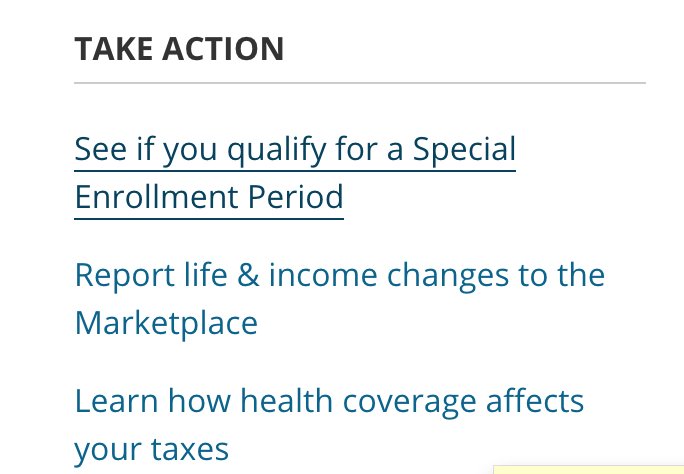 TAKE ACTION
See if you qualify for a Special
Enrollment Period
Report life & income changes to the
Marketplace
Learn how health coverage affects
your taxes